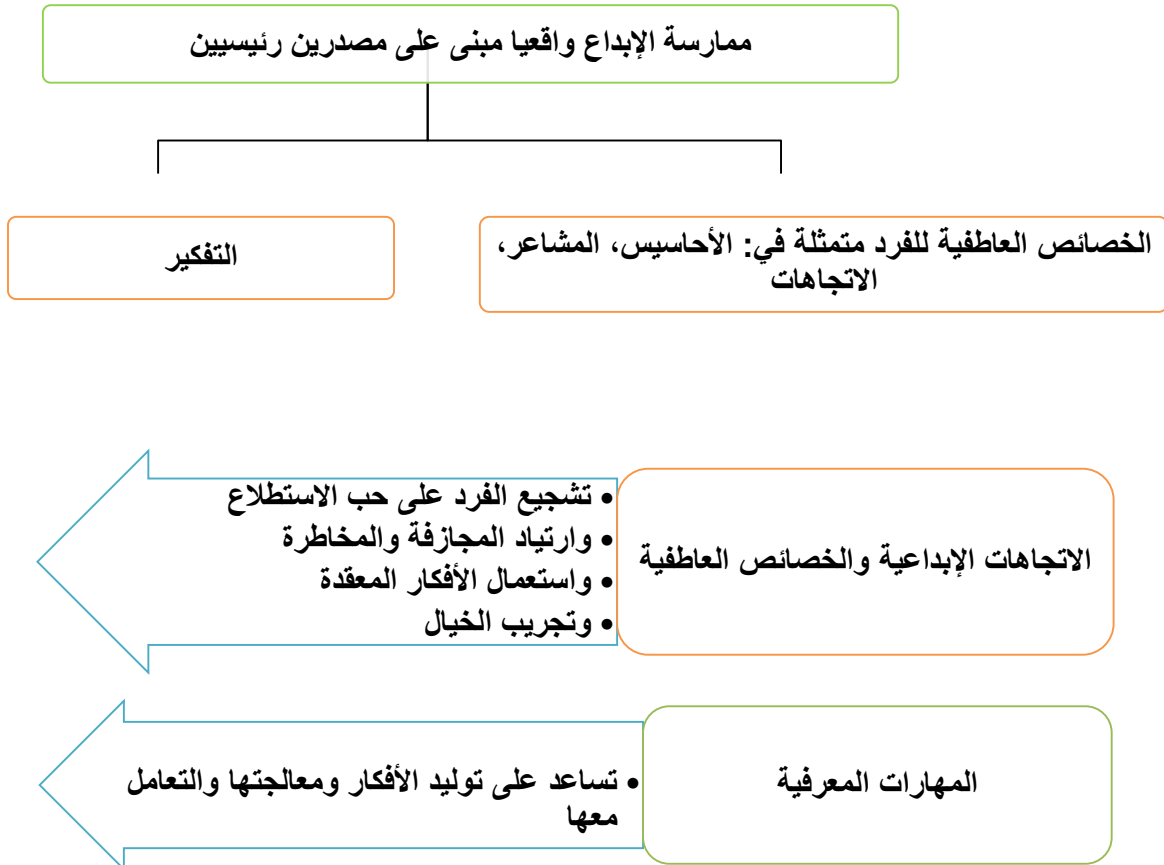 ممارسة الإبداع واقعيا مبنى على مصدرين رئيسيين
الخصائص العاطفية للفرد متمثلة في: الأحاسيس، المشاعر،
الاتجاهات
التفكير
الاتجاهات الإبداعية والخصائص العاطفية
• تشجيع الفرد على حب الاستطلاع
• وارتياد المجازفة والمخاطرة
• واستعمال الأفكار المعقدة
• وتجريب الخيال
المهارات المعرفية
• تساعد على توليد الأفكار ومعالجتها والتعامل
معها